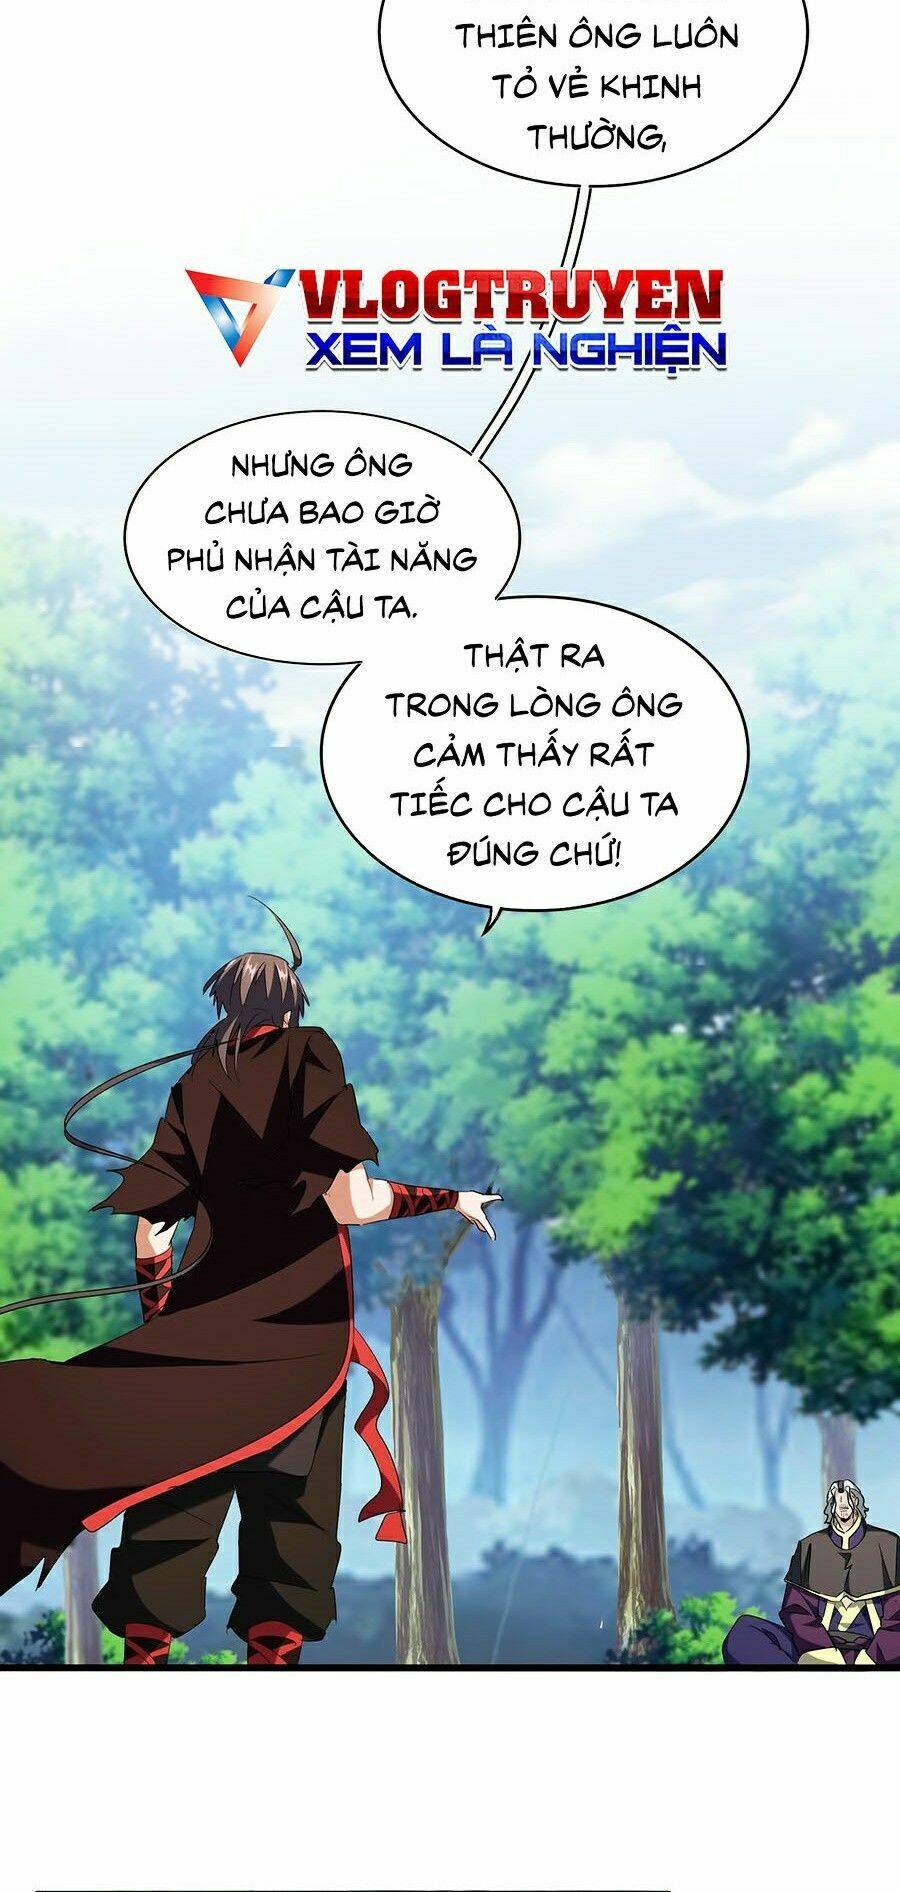 THIÊN ÔNG LUÔN
TỎ VẺ KHINH
THƯỜNG,
VLOGTRUYEN
XEM LÀ NGHIỆN
NHƯNG ÔNG
CHƯA BAO GIỜ
PHỦ NHẬN TÀI NĂNG
CỦA CẬU TA.
THẬT RA
TRONG LÒNG ÔNG
CẢM THẤY RẤT
TIẾC CHO CẬU TA
ĐÚNG CHỨ!